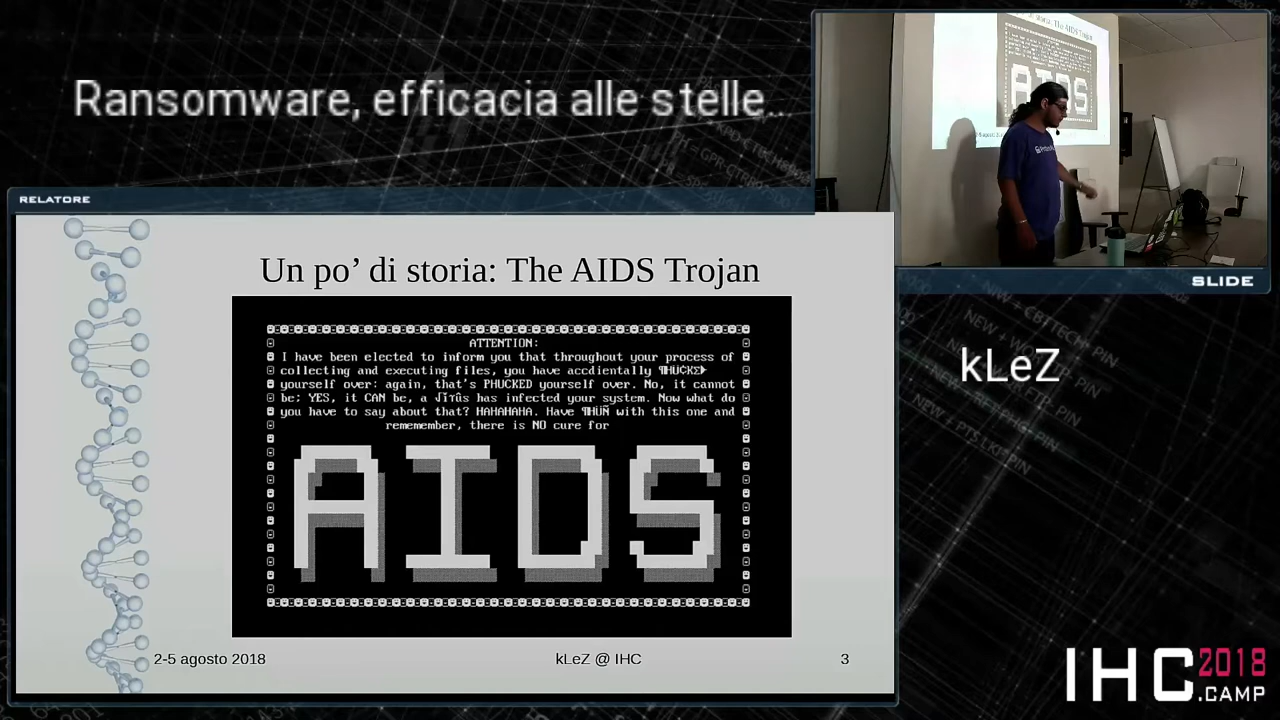 Ransomware, efficacia alle stelle...
RELATORE
Un po' di storia: The AIDS Trojan
ATTENTION:
I have been elected to inform you that throughout your process of
collecting and executing files, you have accdientally
yourself over: again, that's PHUCKED yourself over. No, it cannot
be; YES, it CAN be, a √ïτûs has infected your system. Now what do
you have to say about that? HAHAHAHA. Have ¶HÜÑ with this one and
rememember, there is NO cure for
AIDS
2-5 agosto 2018
kLeZ @ IHC
3
SLIDE
kLeZ
IHC 2018
.CAMP